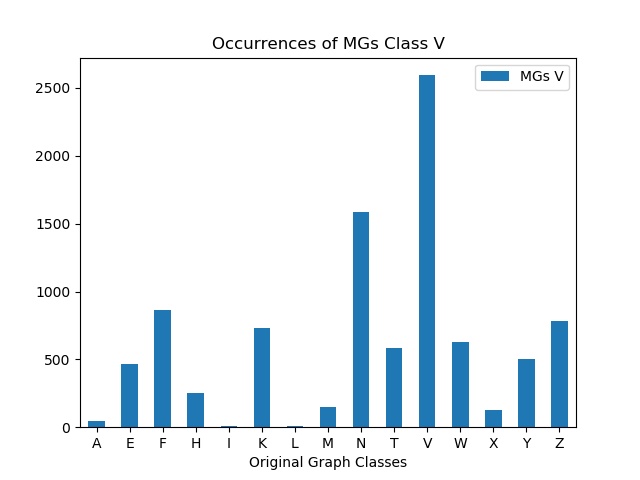 Occurrences of MGs Class V
MGs V
2500
2000
1500
1000
500
0
A E F H I K L M N T V W X Y Z
Original Graph Classes